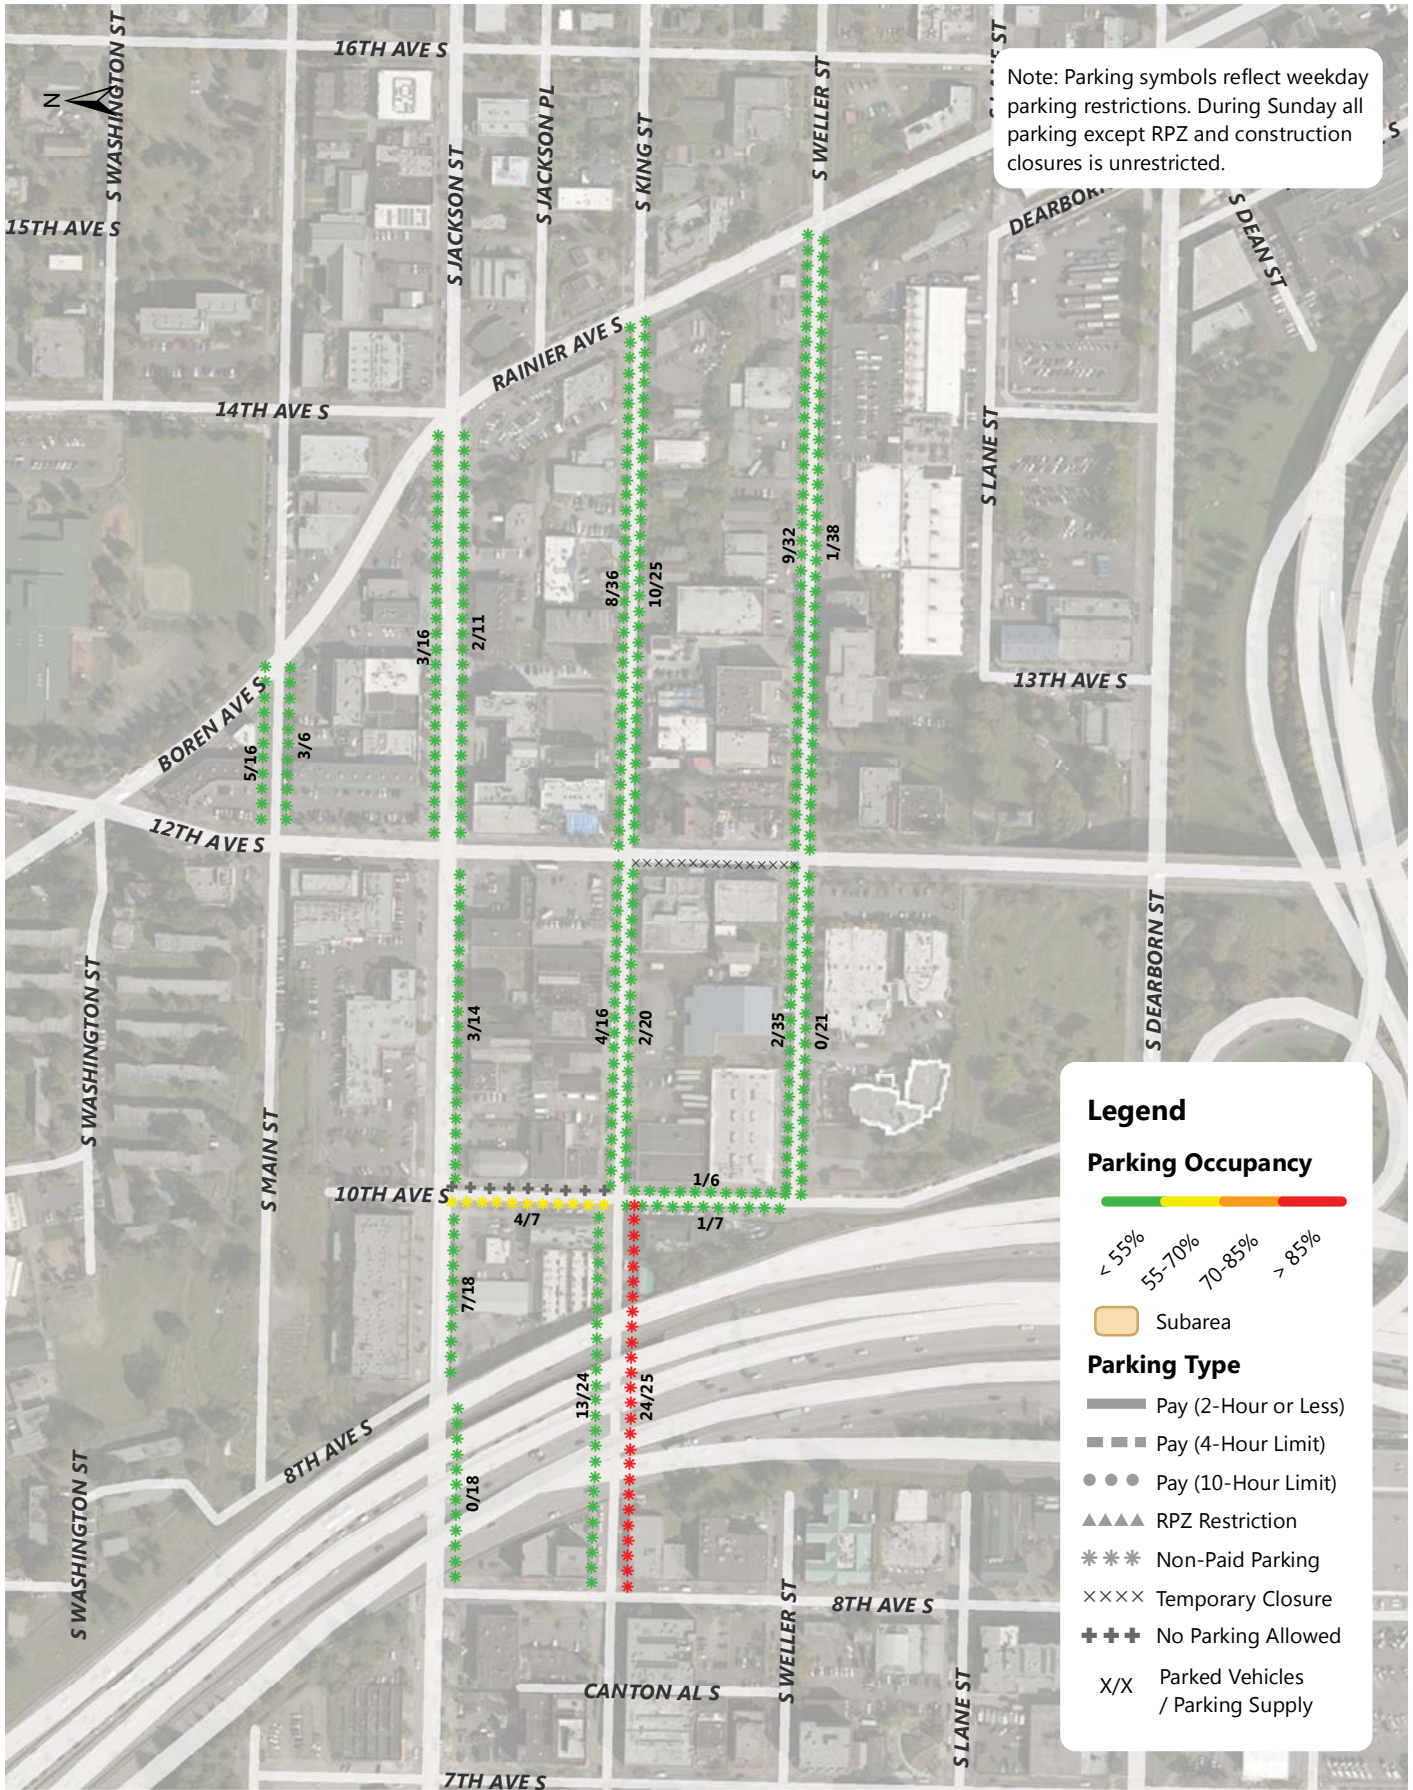 16TH AVE S
S WASHINGTON ST
N
15TH AVE S
S JACKSON ST
S JACKSON PL
S KING ST
S WELLER ST
S LANE ST
Note: Parking symbols reflect weekday
parking restrictions. During Sunday all
parking except RPZ and construction
closures is unrestricted.
S
DEARBORN
S DEAN ST
RAINIER AVE S
14TH AVE S
S LANE ST
9/32
1/38
8/36
10/25
3/16
2/11
13TH AVE S
BOREN AVE S
5/16
3/6
12TH AVE S
S WASHINGTON ST
S DEARBORN ST
3/14
4/16
2/20
2/35
0/21
S MAIN ST
10TH AVE S
1/6
4/7
1/7
7/18
13/24
24/25
8TH AVE S
0/18
S WASHINGTON ST
S WELLER ST
8TH AVE S
S LANE ST
CANTON AL S
7TH AVE S
Legend
Parking Occupancy
< 55%
55-70%
70-85%
> 85%
Subarea
Parking Type
Pay (2-Hour or Less)
Pay (4-Hour Limit)
Pay (10-Hour Limit)
RPZ Restriction
Non-Paid Parking
Temporary Closure
No Parking Allowed
X/X
Parked Vehicles
/ Parking Supply